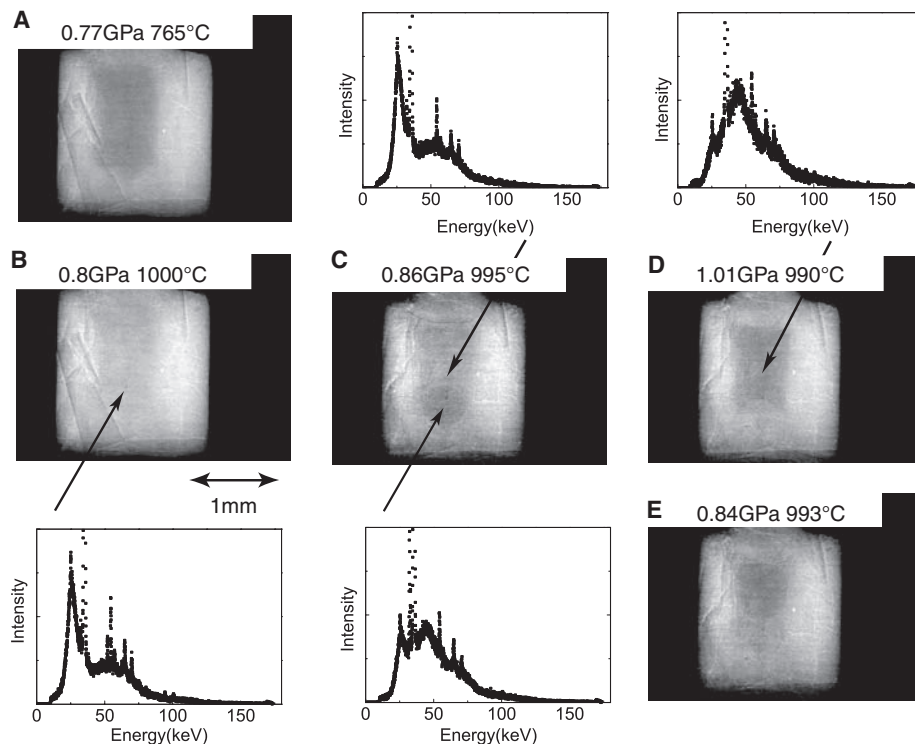 A
0.77GPa 765°C
Intensity
0 50 100 150
Energy(keV)
Intensity
0 50 100 150
Energy(keV)
B
0.8GPa 1000°C
C
0.86GPa 995°C
D
1.01GPa 990°C
1mm
Intensity
0 50 100 150
Energy(keV)
Intensity
0 50 100 150
Energy(keV)
E
0.84GPa 993°C